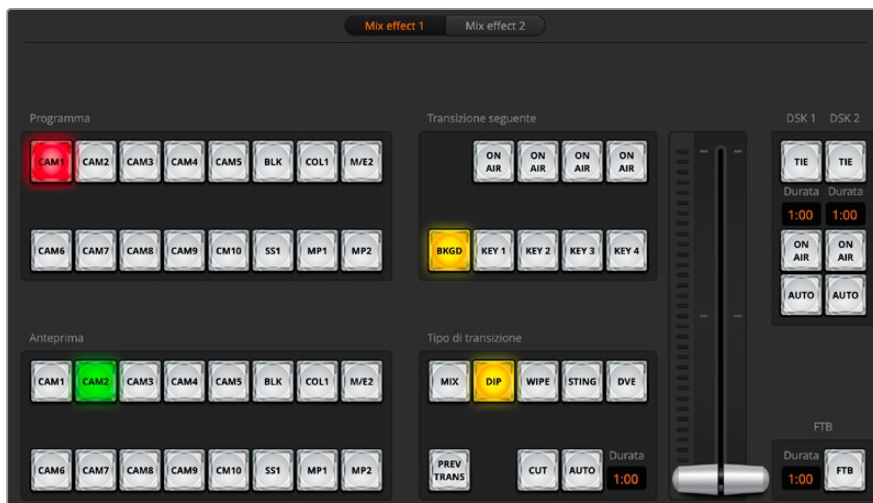 Mix effect 1 Mix effect 2
Programma Transizione seguente DSK 1 DSK 2
CAM1 CAM2 CAM3 CAM4 CAM5 BLK COL1 M/E2 ON AIR ON AIR ON AIR ON AIR TIE TIE
Durata Durata
1:00 1:00
CAM6 CAM7 CAM8 CAM9 CM10 SS1 MP1 MP2 BKGD KEY 1 KEY 2 KEY 3 KEY 4 ON AIR ON AIR
AUTO AUTO
Anteprima Tipo di transizione
CAM1 CAM2 CAM3 CAM4 CAM5 BLK COL1 M/E2 MIX DIP WIPE STING DVE
FTB
Durata Durata
CAM6 CAM7 CAM8 CAM9 CM10 SS1 MP1 MP2 PREV TRANS CUT AUTO 1:00 1:00 FTB